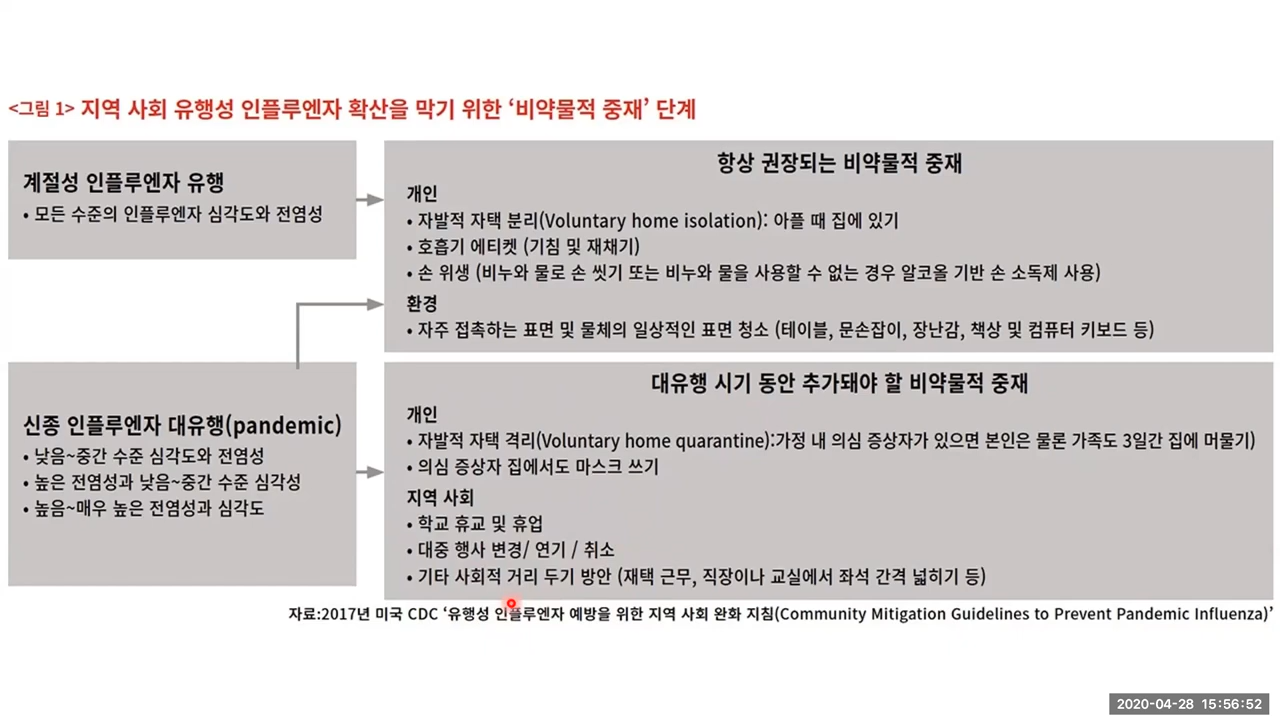 <그림 1> 지역 사회 유행성 인플루엔자 확산을 막기 위한 ‘비약물적 중재’ 단계
계절성 인플루엔자 유행
• 모든 수준의 인플루엔자 심각도와 전염성
항상 권장되는 비약물적 중재
개인
• 자발적 자택 분리(Voluntary home isolation): 아플 때 집에 있기
• 호흡기 에티켓 (기침 및 재채기)
• 손 위생 (비누와 물로 손 씻기 또는 비누와 물을 사용할 수 없는 경우 알코올 기반 손 소독제 사용)
환경
• 자주 접촉하는 표면 및 물체의 일상적인 표면 청소 (테이블, 문손잡이, 장난감, 책상 및 컴퓨터 키보드 등)
신종 인플루엔자 대유행(pandemic)
• 낮음~중간 수준 심각도와 전염성
• 높은 전염성과 낮음~중간 수준 심각성
• 높음~매우 높은 전염성과 심각도
대유행 시기 동안 추가돼야 할 비약물적 중재
개인
• 자발적 자택 격리(Voluntary home quarantine):가정 내 의심 증상자가 있으면 본인은 물론 가족도 3일간 집에 머물기)
• 의심 증상자 집에서도 마스크 쓰기
지역 사회
• 학교 휴교 및 휴업
• 대중 행사 변경/ 연기 / 취소
• 기타 사회적 거리 두기 방안 (재택 근무, 직장이나 교실에서 좌석 간격 넓히기 등)
자료:2017년 미국 CDC ‘유행성 인플루엔자 예방을 위한 지역 사회 완화 지침(Community Mitigation Guidelines to Prevent Pandemic Influenza)’
2020-04-28 15:56:52